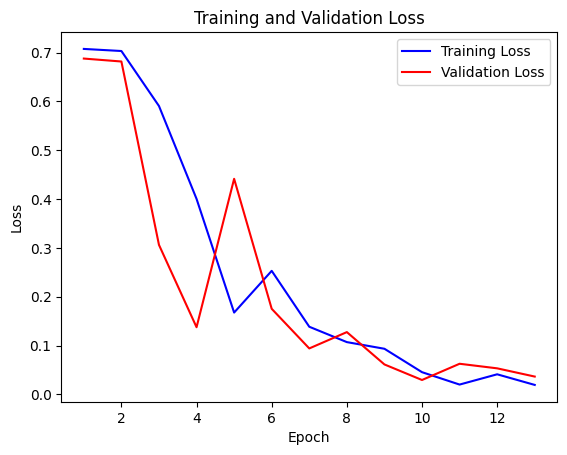 Training and Validation Loss
Training Loss
Validation Loss
Loss
0.7
0.6
0.5
0.4
0.3
0.2
0.1
0.0
2 4 6 8 10 12
Epoch